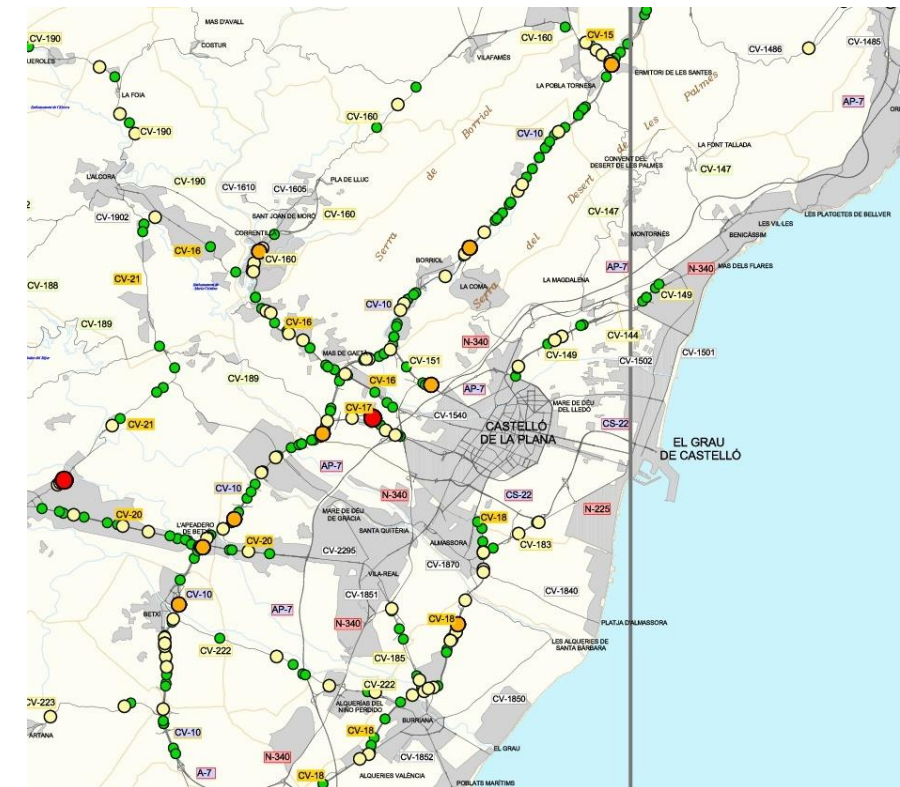 MAS D'AVALL
CV-190
COSTUR
CV-160
CV-15
CV-1486
CV-1485
VILAFAMÉS
LA POBLA TORNESA
ERMITORI DE LES SANTES
LA FOIA
AP-7
Palmes
les
de
Desert
del
Serra
CV-160
Borriol
de
Serra
CV-10
CV-190
LA FONT TALLADA
CONVENT DEL
DESERT DE LES PALMES
CV-147
L'ALCORA
CV-190
CV-1610
CV-1605
PLA DE LLUC
SANT JOAN DE MORÓ
CV-160
CV-1902
CV-147
LES PLATGETES DE BELLVER
LES VIL·LES
BENICÀSSIM
MONTORNÉS
CORRENTILLA
CV-16
CV-160
BORRIOL
AP-7
N-340
MAS DELS FLARES
CV-21
LA MAGDALENA
CV-188
LA COMA
CV-149
CV-10
CV-189
CV-16
N-340
CV-144
MAS DE GAETÀ
CV-149
CV-1502
CV-1501
CV-151
CV-189
CV-16
AP-7
CV-17
CV-1540
MARE DE DÉU
DEL LLEDÓ
CV-21
CASTELLÓ
DE LA PLANA
CS-22
EL GRAU
DE CASTELLÓ
AP-7
CV-10
N-340
CS-22
N-225
MARE DE DEU
DE GRÀCIA
CV-20
L'APEADERO
CV-18
SANTA QUITÈRIA
CV-20
ALMASSORA
CV-183
CV-2295
VILA-REAL
CV-1870
CV-10
CV-1851
CV-1840
AP-7
BETXÍ
N-340
CV-18
PLATJA D'ALMASSORA
CV-222
LES ALQUERIES DE
SANTA BÀRBARA
CV-185
CV-222
CV-223
CV-1850
ALQUERÍAS DEL
NIÑO PERDIDO
BURRIANA
ARTANA
CV-10
CV-18
EL GRAU
N-340
CV-1852
A-7
CV-18
ALQUERIES VALÈNCIA
POBLATS MARÍTIMS